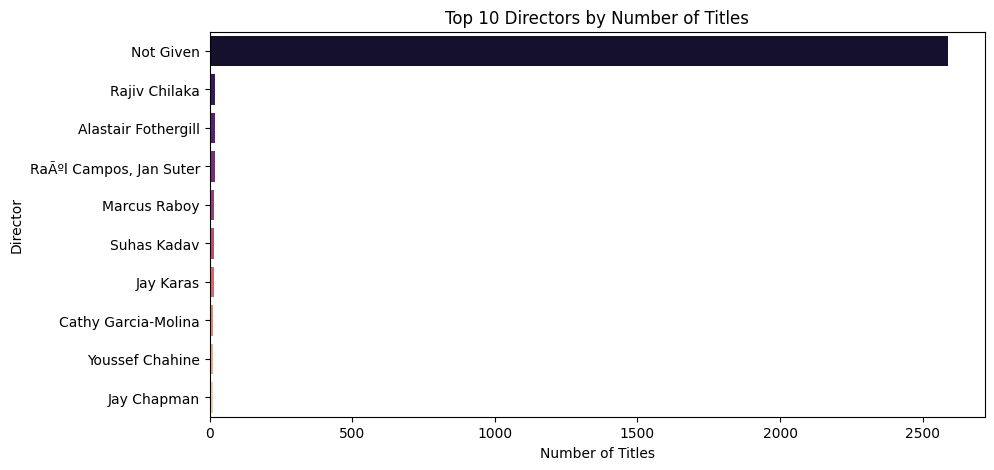 Top 10 Directors by Number of Titles
Director
Not Given
Rajiv Chilaka
Alastair Fothergill
RaÃºl Campos, Jan Suter
Marcus Raboy
Suhas Kadav
Jay Karas
Cathy Garcia-Molina
Youssef Chahine
Jay Chapman
0 500 1000 1500 2000 2500
Number of Titles